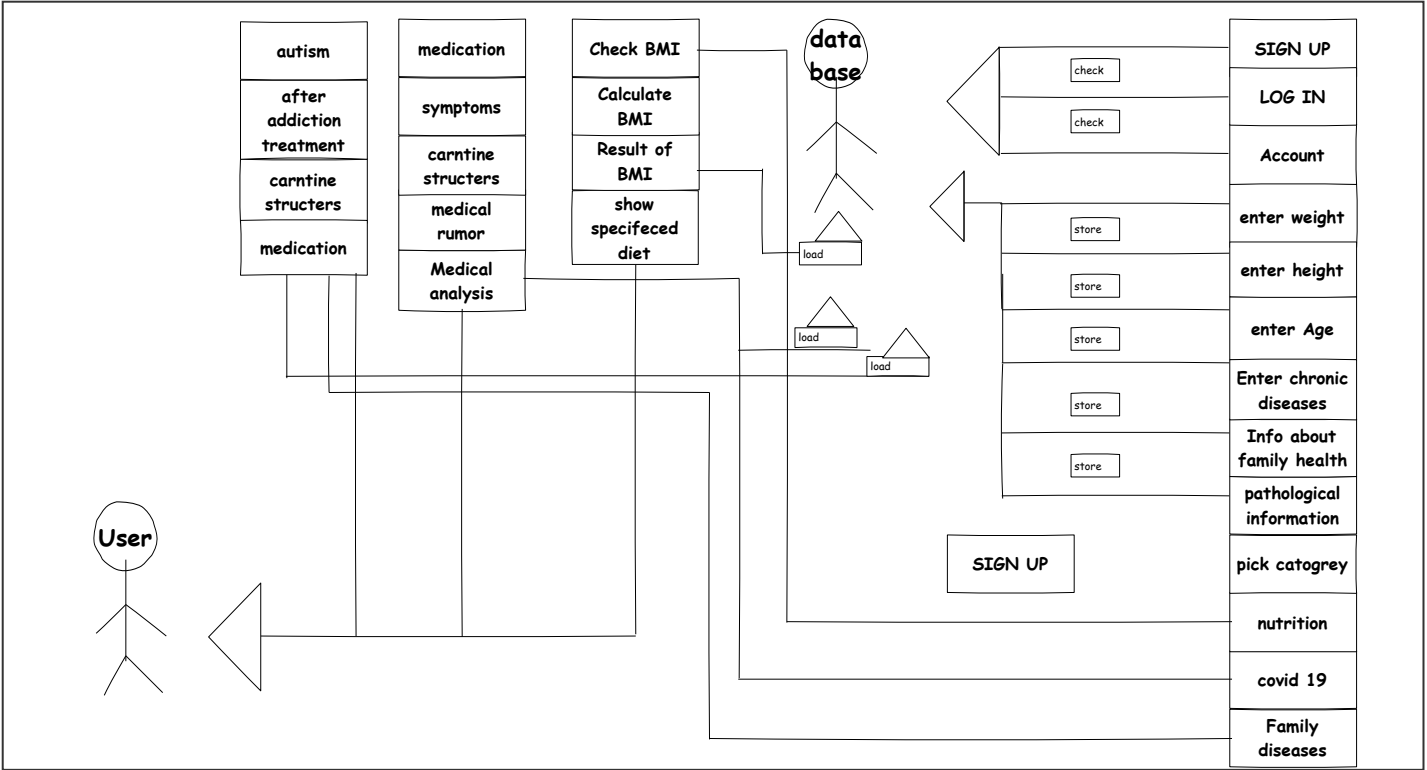 autism
after
addiction
treatment
carntine
structers
medication
medication
symptoms
carntine
structers
medical
rumor
Medical
analysis
Check BMI
Calculate
BMI
Result of
BMI
show
specifeced
diet
data
base
load
load
load
check
check
store
store
store
store
store
SIGN UP
LOG IN
Account
enter weight
enter height
enter Age
Enter chronic
diseases
Info about
family health
pathological
information
pick catogrey
nutrition
covid 19
Family
diseases
SIGN UP
User